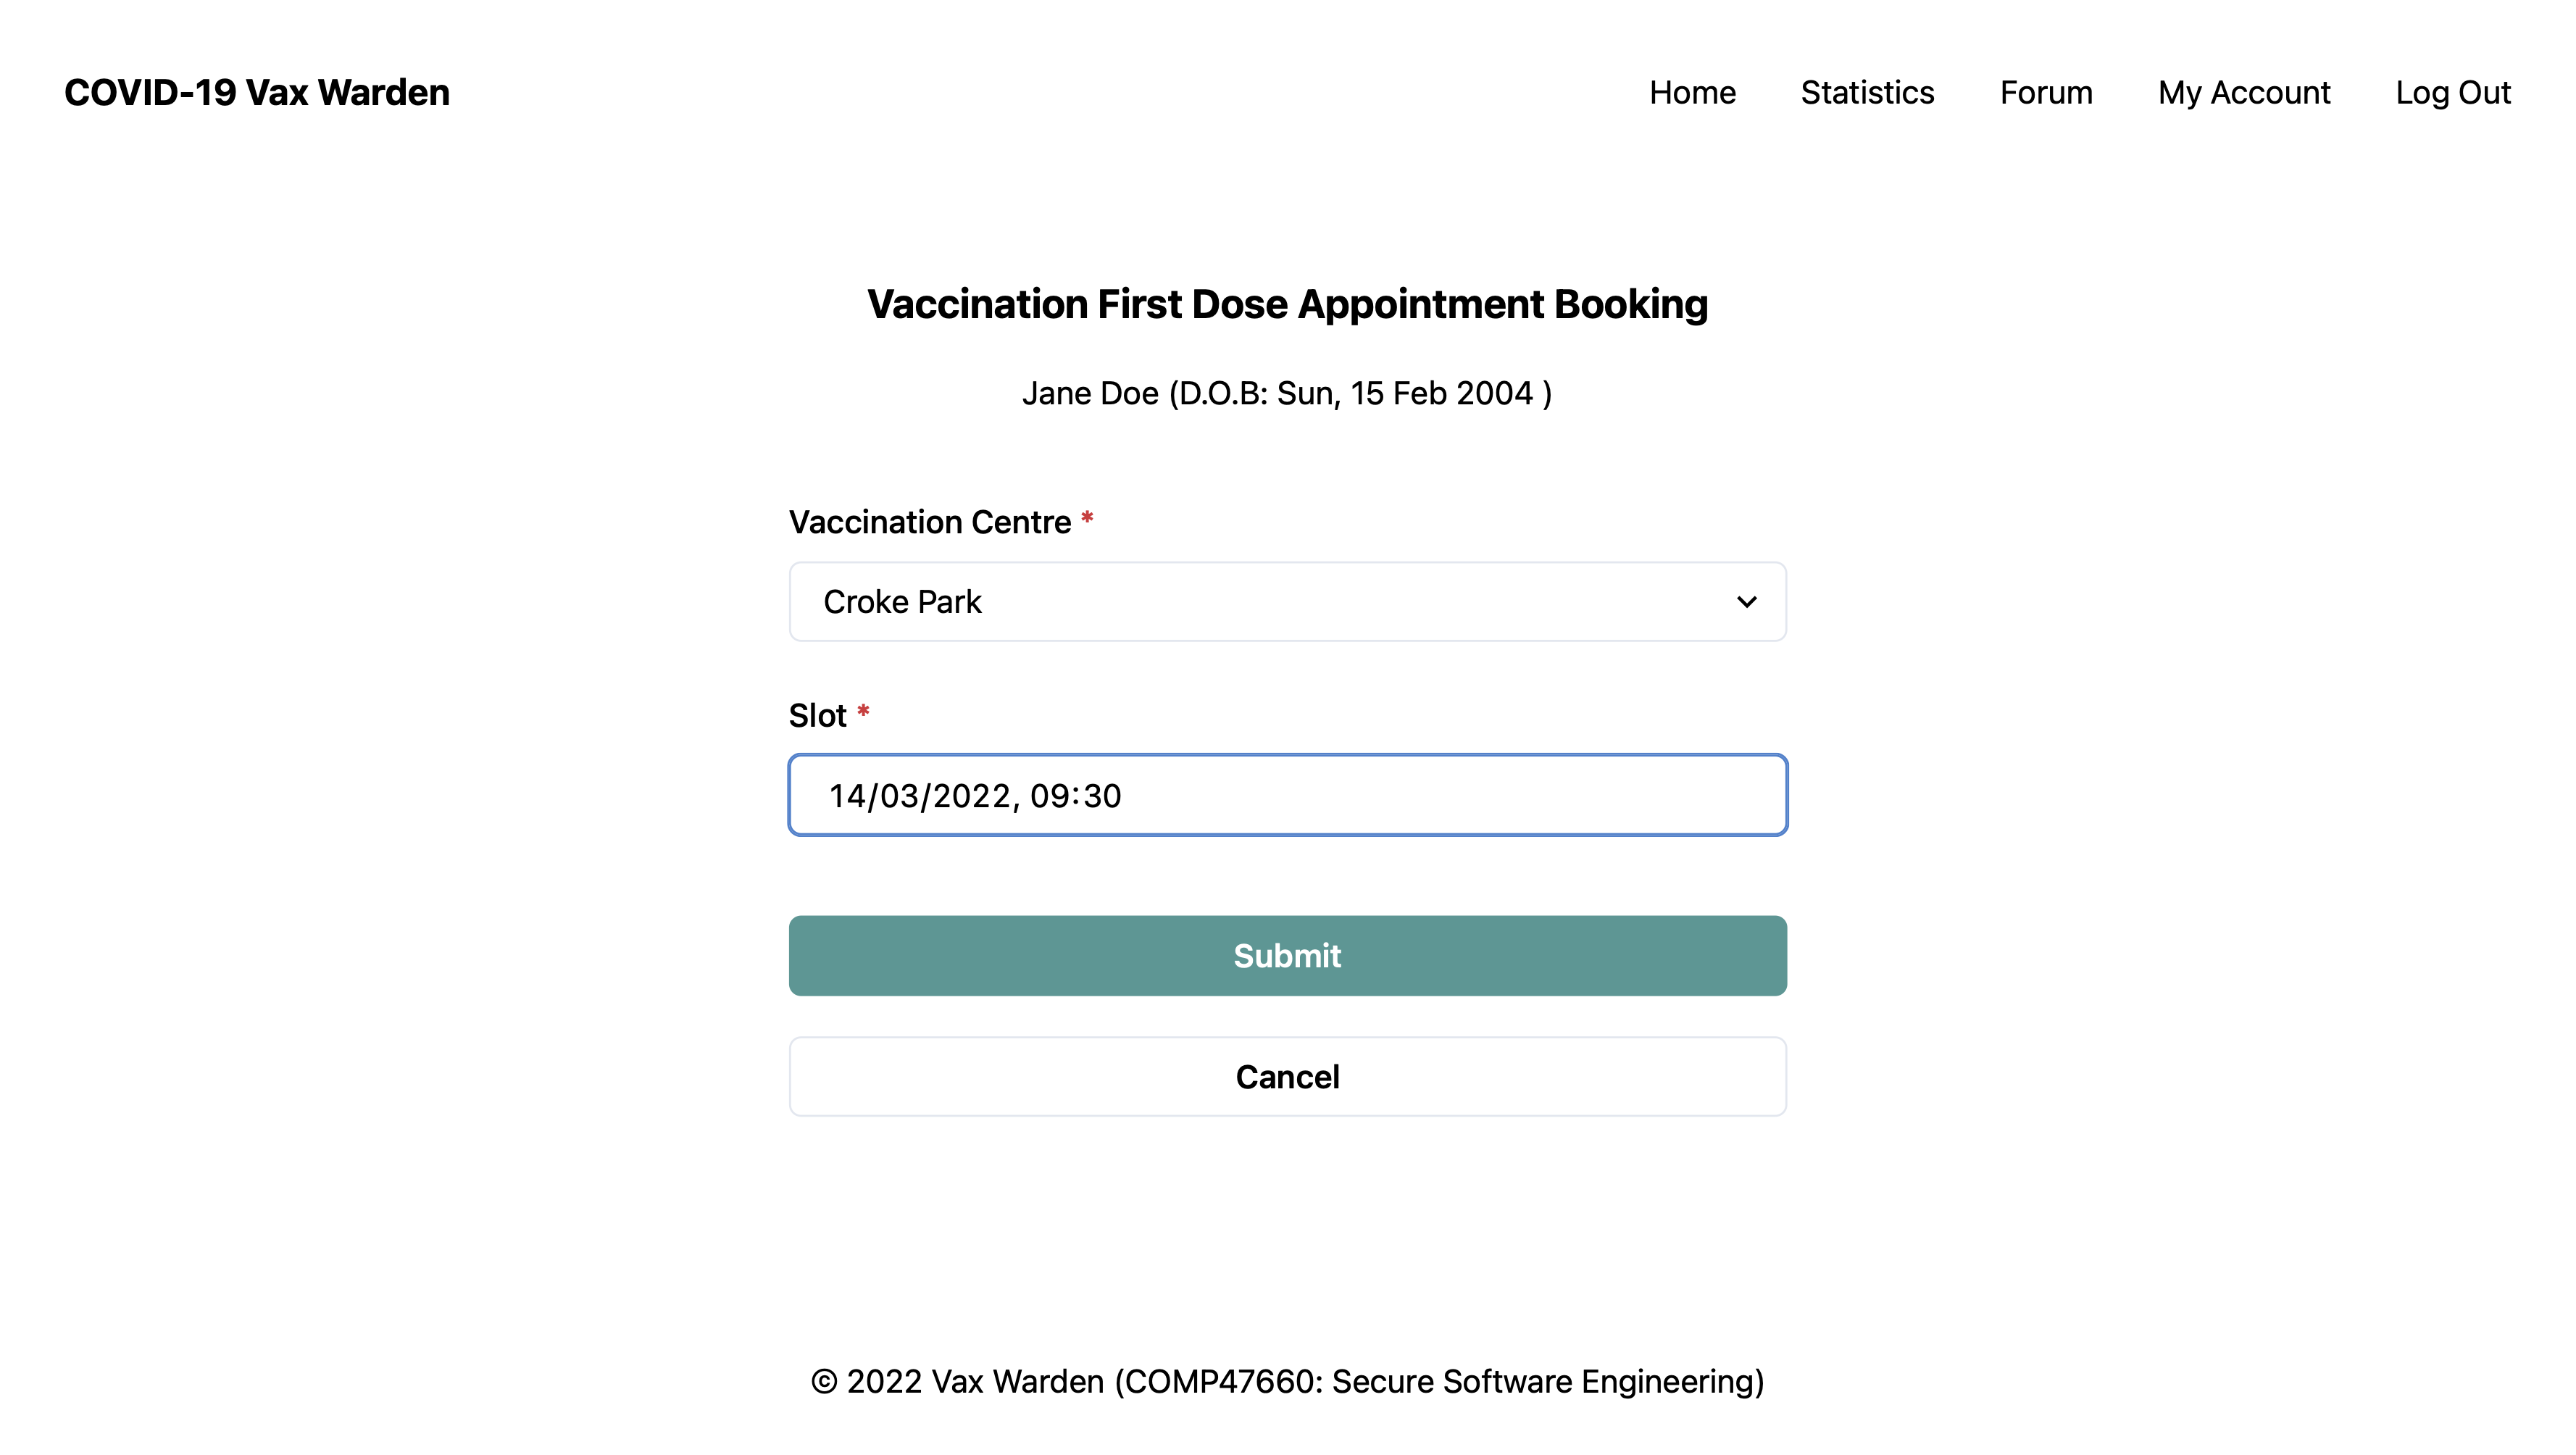 COVID-19 Vax Warden
Home Statistics Forum My Account Log Out
Vaccination First Dose Appointment Booking
Jane Doe (D.O.B: Sun, 15 Feb 2004 )
Vaccination Centre *
Croke Park
Slot *
14/03/2022, 09:30
Submit
Cancel
© 2022 Vax Warden (COMP47660: Secure Software Engineering)